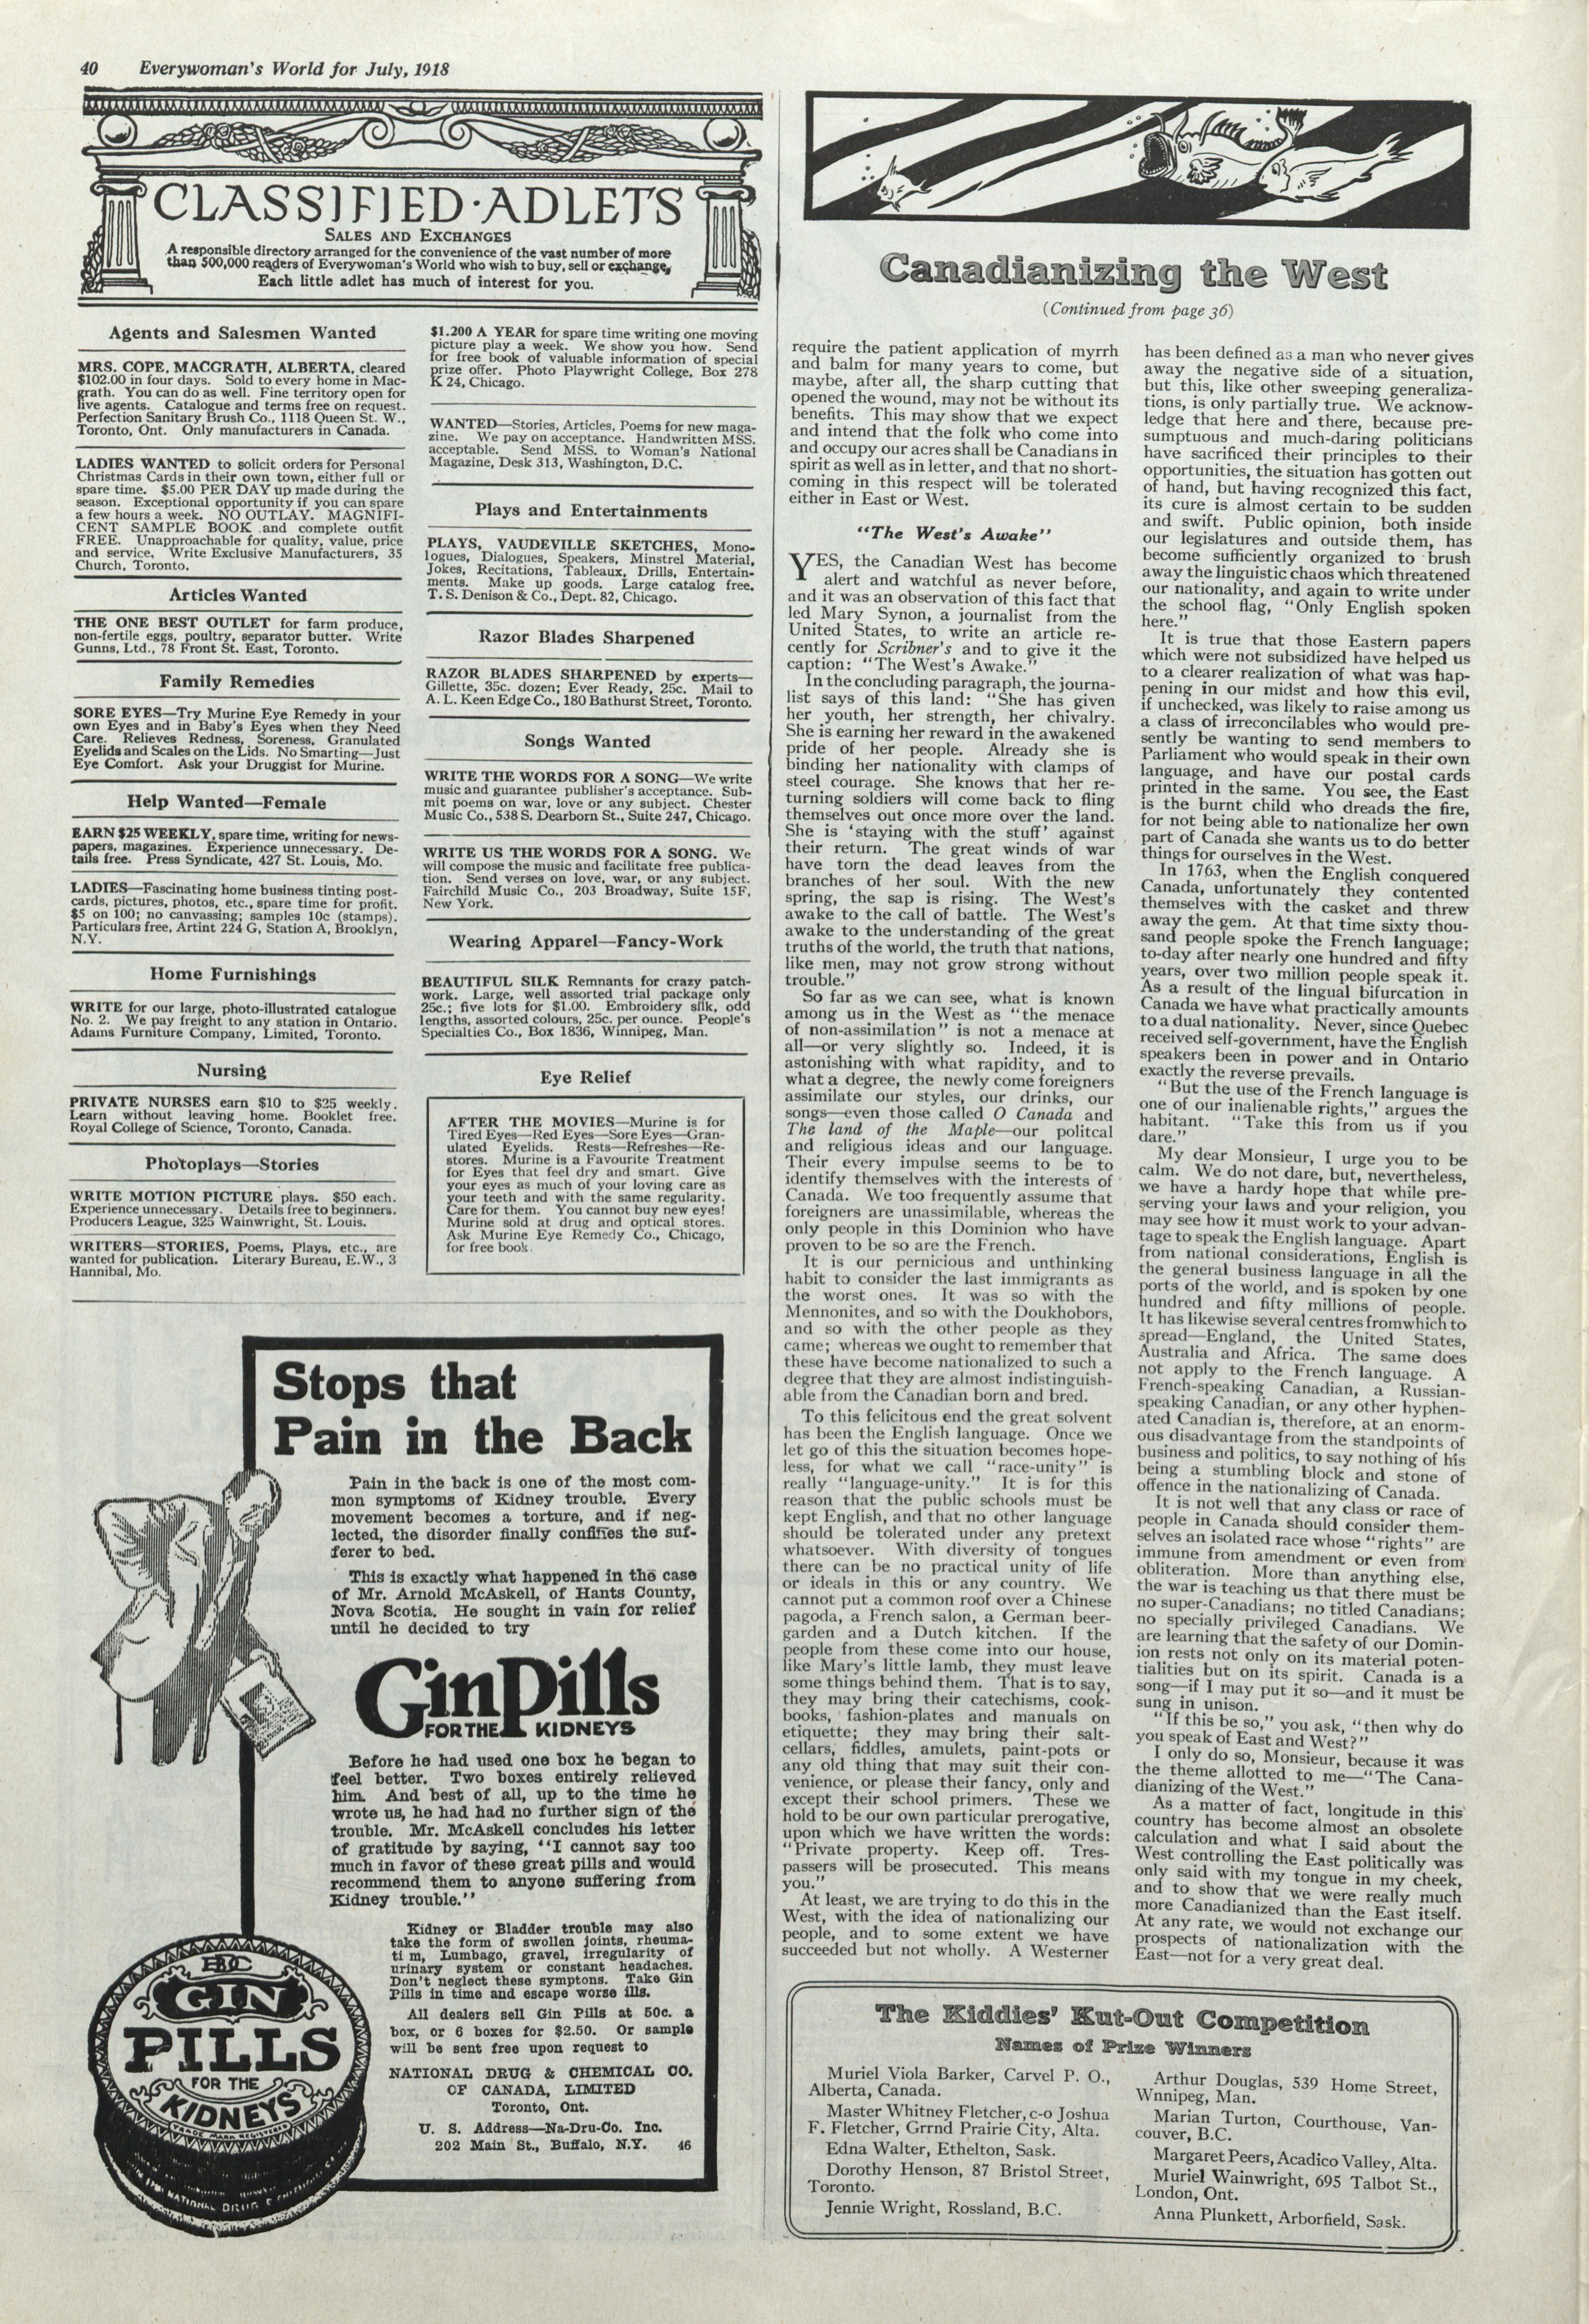 40 Everywoman's World for July, 1918
CLASSIFIED·ADLETS
SALES AND EXCHANGES
A responsible directory arranged for the convenience of the vast number of more
than 500,000 readers of Everywoman's World who wish to buy, sell or exchange,
Each little adlet has much of interest for you.
Agents and Salesmen Wanted
MRS. COPE, MACGRATH, ALBERTA, cleared
$102.00 in four days. Sold to every home in Mac-
grath. You can do as well. Fine territory open for
live agents. Catalogue and terms free on request.
Perfection Sanitary Brush Co., 1118 Queen St. W.,
Toronto, Ont. Only manufacturers in Canada.
LADIES WANTED to solicit orders for Personal
Christmas Cards in their own town, either full or
spare time. $5.00 PER DAY up made during the
season. Exceptional opportunity if you can spare
a few hours a week. NO OUTLAY. MAGNIFI-
CENT SAMPLE BOOK and complete outfit
FREE. Unapproachable for quality, value, price
and service, Write Exclusive Manufacturers, 35
Church, Toronto.
Articles Wanted
THE ONE BEST OUTLET for farm produce,
non-fertile eggs, poultry, separator butter. Write
Gunns, Ltd., 78 Front St. East, Toronto.
Family Remedies
SORE EYES—Try Murine Eye Remedy in your
own Eyes and in Baby's Eyes when they Need
Care. Relieves Redness, Soreness, Granulated
Eyelids and Scales on the Lids. No Smarting—Just
Eye Comfort. Ask your Druggist for Murine.
Help Wanted—Female
EARN $25 WEEKLY, spare time, writing for news-
papers, magazines. Experience unnecessary. De-
tails free. Press Syndicate, 427 St. Louis, Mo.
LADIES—Fascinating home business tinting post-
cards, pictures, photos, etc., spare time for profit.
$5 on 100; no canvassing; samples 10c (stamps).
Particulars free, Artint 224 G, Station A, Brooklyn,
N.Y.
Home Furnishings
WRITE for our large, photo-illustrated catalogue
No. 2. We pay freight to any station in Ontario.
Adams Furniture Company, Limited, Toronto.
Nursing
PRIVATE NURSES earn $10 to $25 weekly.
Learn without leaving home. Booklet free.
Royal College of Science, Toronto, Canada.
Photoplays—Stories
WRITE MOTION PICTURE plays. $50 each.
Experience unnecessary. Details free to beginners.
Producers League, 325 Wainwright, St. Louis.
WRITERS—STORIES, Poems, Plays, etc., are
wanted for publication. Literary Bureau, E.W., 3
Hannibal, Mo.
$1.200 A YEAR for spare time writing one moving
picture play a week. We show you how. Send
for free book of valuable information of special
prize offer. Photo Playwright College, Box 278
K 24, Chicago.
WANTED—Stories, Articles, Poems for new maga-
zine. We pay on acceptance. Handwritten MSS.
acceptable. Send MSS. to Woman's National
Magazine, Desk 313, Washington, D.C.
Plays and Entertainments
PLAYS, VAUDEVILLE SKETCHES, Mono-
logues, Dialogues, Speakers, Minstrel Material,
Jokes, Recitations, Tableaux, Drills, Entertain-
ments. Make up goods. Large catalog free.
T. S. Denison & Co., Dept. 82, Chicago.
Razor Blades Sharpened
RAZOR BLADES SHARPENED by experts—
Gillette, 35c. dozen; Ever Ready, 25c. Mail to
A. L. Keen Edge Co., 180 Bathurst Street, Toronto.
Songs Wanted
WRITE THE WORDS FOR A SONG—We write
music and guarantee publisher's acceptance. Sub-
mit poems on war, love or any subject. Chester
Music Co., 538 S. Dearborn St., Suite 247, Chicago.
WRITE US THE WORDS FOR A SONG. We
will compose the music and facilitate free publica-
tion. Send verses on love, war, or any subject.
Fairchild Music Co., 203 Broadway, Suite 15F,
New York.
Wearing Apparel—Fancy-Work
BEAUTIFUL SILK Remnants for crazy patch-
work. Large, well assorted trial package only
25c.; five lots for $1.00. Embroidery silk, odd
lengths, assorted colours, 25c. per ounce. People's
Specialties Co., Box 1836, Winnipeg, Man.
Eye Relief
AFTER THE MOVIES—Murine is for
Tired Eyes—Red Eyes—Sore Eyes—Gran-
ulated Eyelids. Rests—Refreshes—Re-
stores. Murine is a Favourite Treatment
for Eyes that feel dry and smart. Give
your eyes as much of your loving care as
your teeth and with the same regularity.
Care for them. You cannot buy new eyes!
Murine sold at drug and optical stores.
Ask Murine Eye Remedy Co., Chicago,
for free book.
Stops that
Pain in the Back
Pain in the back is one of the most com-
mon symptoms of Kidney trouble. Every
movement becomes a torture, and if neg-
lected, the disorder finally confines the suf-
ferer to bed.
This is exactly what happened in the case
of Mr. Arnold McAskell, of Hants County,
Nova Scotia. He sought in vain for relief
until he decided to try
GinPills
FOR THE KIDNEYS
Before he had used one box he began to
feel better. Two boxes entirely relieved
him. And best of all, up to the time he
wrote us, he had had no further sign of the
trouble. Mr. McAskell concludes his letter
of gratitude by saying, "I cannot say too
much in favor of these great pills and would
recommend them to anyone suffering from
Kidney trouble."
Kidney or Bladder trouble may also
take the form of swollen joints, rheuma-
ti m, Lumbago, gravel, irregularity of
urinary system or constant headaches.
Don't neglect these symptons. Take Gin
Pills in time and escape worse ills.
All dealers sell Gin Pills at 50c. a
box, or 6 boxes for $2.50. Or sample
will be sent free upon request to
NATIONAL DRUG & CHEMICAL CO.
OF CANADA, LIMITED
Toronto, Ont.
U. S. Address—Na-Dru-Co. Inc.
202 Main St., Buffalo, N.Y. 46
GIN
PILLS
FOR THE
KIDNEYS
TRADE MARK REGISTERED
NATIONAL DRUG &
Canadianizing the West
(Continued from page 36)
require the patient application of myrrh
and balm for many years to come, but
maybe, after all, the sharp cutting that
opened the wound, may not be without its
benefits. This may show that we expect
and intend that the folk who come into
and occupy our acres shall be Canadians in
spirit as well as in letter, and that no short-
coming in this respect will be tolerated
either in East or West.
"The West's Awake"
YES, the Canadian West has become
alert and watchful as never before,
and it was an observation of this fact that
led Mary Synon, a journalist from the
United States, to write an article re-
cently for Scribner's and to give it the
caption: "The West's Awake."
In the concluding paragraph, the journa-
list says of this land: "She has given
her youth, her strength, her chivalry.
She is earning her reward in the awakened
pride of her people. Already she is
binding her nationality with clamps of
steel courage. She knows that her re-
turning soldiers will come back to fling
themselves out once more over the land.
She is 'staying with the stuff' against
their return. The great winds of war
have torn the dead leaves from the
branches of her soul. With the new
spring, the sap is rising. The West's
awake to the call of battle. The West's
awake to the understanding of the great
truths of the world, the truth that nations,
like men, may not grow strong without
trouble."
So far as we can see, what is known
among us in the West as "the menace
of non-assimilation" is not a menace at
all—or very slightly so. Indeed, it is
astonishing with what rapidity, and to
what a degree, the newly come foreigners
assimilate our styles, our drinks, our
songs—even those called O Canada and
The land of the Maple—our politcal
and religious ideas and our language.
Their every impulse seems to be to
identify themselves with the interests of
Canada. We too frequently assume that
foreigners are unassimilable, whereas the
only people in this Dominion who have
proven to be so are the French.
It is our pernicious and unthinking
habit to consider the last immigrants as
the worst ones. It was so with the
Mennonites, and so with the Doukhobors,
and so with the other people as they
came; whereas we ought to remember that
these have become nationalized to such a
degree that they are almost indistinguish-
able from the Canadian born and bred.
To this felicitous end the great solvent
has been the English language. Once we
let go of this the situation becomes hope-
less, for what we call "race-unity" is
really "language-unity." It is for this
reason that the public schools must be
kept English, and that no other language
should be tolerated under any pretext
whatsoever. With diversity of tongues
there can be no practical unity of life
or ideals in this or any country. We
cannot put a common roof over a Chinese
pagoda, a French salon, a German beer-
garden and a Dutch kitchen. If the
people from these come into our house,
like Mary's little lamb, they must leave
some things behind them. That is to say,
they may bring their catechisms, cook-
books, fashion-plates and manuals on
etiquette; they may bring their salt-
cellars, fiddles, amulets, paint-pots or
any old thing that may suit their con-
venience, or please their fancy, only and
except their school primers. These we
hold to be our own particular prerogative,
upon which we have written the words:
"Private property. Keep off. Tres-
passers will be prosecuted. This means
you."
At least, we are trying to do this in the
West, with the idea of nationalizing our
people, and to some extent we have
succeeded but not wholly. A Westerner
has been defined as a man who never gives
away the negative side of a situation,
but this, like other sweeping generaliza-
tions, is only partially true. We acknow-
ledge that here and there, because pre-
sumptuous and much-daring politicians
have sacrificed their principles to their
opportunities, the situation has gotten out
of hand, but having recognized this fact,
its cure is almost certain to be sudden
and swift. Public opinion, both inside
our legislatures and outside them, has
become sufficiently organized to brush
away the linguistic chaos which threatened
our nationality, and again to write under
the school flag, "Only English spoken
here."
It is true that those Eastern papers
which were not subsidized have helped us
to a clearer realization of what was hap-
pening in our midst and how this evil,
if unchecked, was likely to raise among us
a class of irreconcilables who would pre-
sently be wanting to send members to
Parliament who would speak in their own
language, and have our postal cards
printed in the same. You see, the East
is the burnt child who dreads the fire,
for not being able to nationalize her own
part of Canada she wants us to do better
things for ourselves in the West.
In 1763, when the English conquered
Canada, unfortunately they contented
themselves with the casket and threw
away the gem. At that time sixty thou-
sand people spoke the French language;
to-day after nearly one hundred and fifty
years, over two million people speak it.
As a result of the lingual bifurcation in
Canada we have what practically amounts
to a dual nationality. Never, since Quebec
received self-government, have the English
speakers been in power and in Ontario
exactly the reverse prevails.
"But the use of the French language is
one of our inalienable rights," argues the
habitant. "Take this from us if you
dare."
My dear Monsieur, I urge you to be
calm. We do not dare, but, nevertheless,
we have a hardy hope that while pre-
serving your laws and your religion, you
may see how it must work to your advan-
tage to speak the English language. Apart
from national considerations, English is
the general business language in all the
ports of the world, and is spoken by one
hundred and fifty millions of people.
It has likewise several centres from which to
spread—England, the United States,
Australia and Africa. The same does
not apply to the French language. A
French-speaking Canadian, a Russian-
speaking Canadian, or any other hyphen-
ated Canadian is, therefore, at an enorm-
ous disadvantage from the standpoints of
business and politics, to say nothing of his
being a stumbling block and stone of
offence in the nationalizing of Canada.
It is not well that any class or race of
people in Canada should consider them-
selves an isolated race whose "rights" are
immune from amendment or even from
obliteration. More than anything else,
the war is teaching us that there must be
no super-Canadians; no titled Canadians;
no specially privileged Canadians. We
are learning that the safety of our Domin-
ion rests not only on its material poten-
tialities but on its spirit. Canada is a
song—if I may put it so—and it must be
sung in unison.
"If this be so," you ask, "then why do
you speak of East and West?"
I only do so, Monsieur, because it was
the theme allotted to me—"The Cana-
dianizing of the West."
As a matter of fact, longitude in this
country has become almost an obsolete
calculation and what I said about the
West controlling the East politically was
only said with my tongue in my cheek,
and to show that we were really much
more Canadianized than the East itself.
At any rate, we would not exchange our
prospects of nationalization with the
East—not for a very great deal.
The Kiddies' Kut-Out Competition
Names of Prize Winners
Muriel Viola Barker, Carvel P. O.,
Alberta, Canada.
Master Whitney Fletcher, c-o Joshua
F. Fletcher, Grrnd Prairie City, Alta.
Edna Walter, Ethelton, Sask.
Dorothy Henson, 87 Bristol Street,
Toronto.
Jennie Wright, Rossland, B.C.
Arthur Douglas, 539 Home Street,
Wnnipeg, Man.
Marian Turton, Courthouse, Van-
couver, B.C.
Margaret Peers, Acadico Valley, Alta.
Muriel Wainwright, 695 Talbot St.,
London, Ont.
Anna Plunkett, Arborfield, Sask.